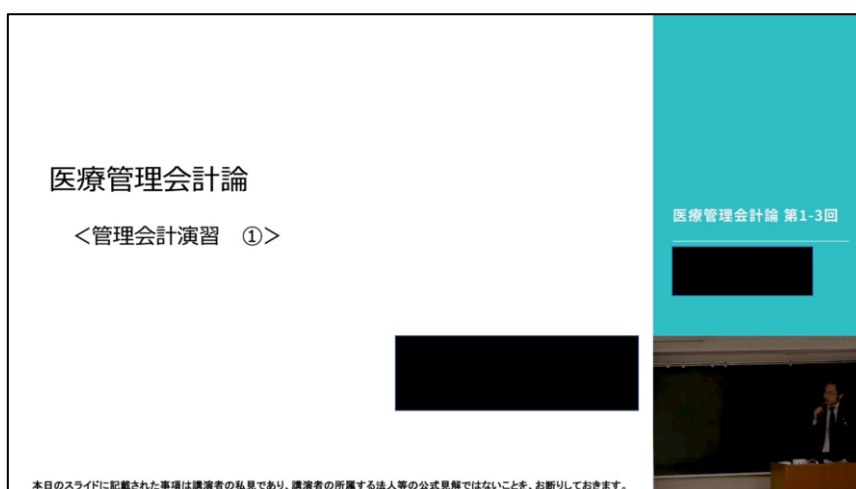 医療管理会計論
＜管理会計演習　①＞
医療管理会計論 第1-3回
本日のスライドに記載された事項は講演者の私見であり、講演者の所属する法人等の公式見解ではないことを、お断りしておきます。